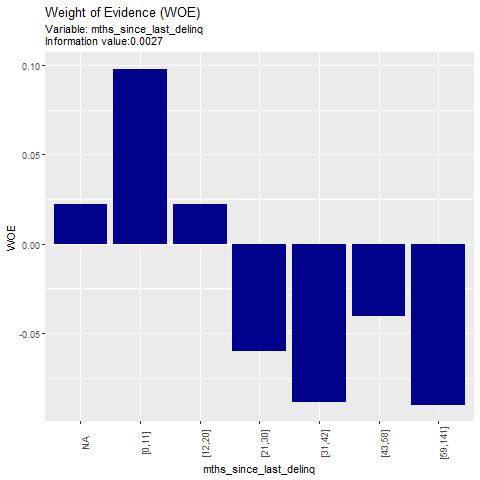 Weight of Evidence (WOE)
Variable: mths_since_last_delinq
Information value:0.0027
WOE
0.10
0.05
0.00
-0.05
NA
[0,11]
[12,20]
[21,30]
[31,42]
[43,58]
[59,141]
mths_since_last_delinq